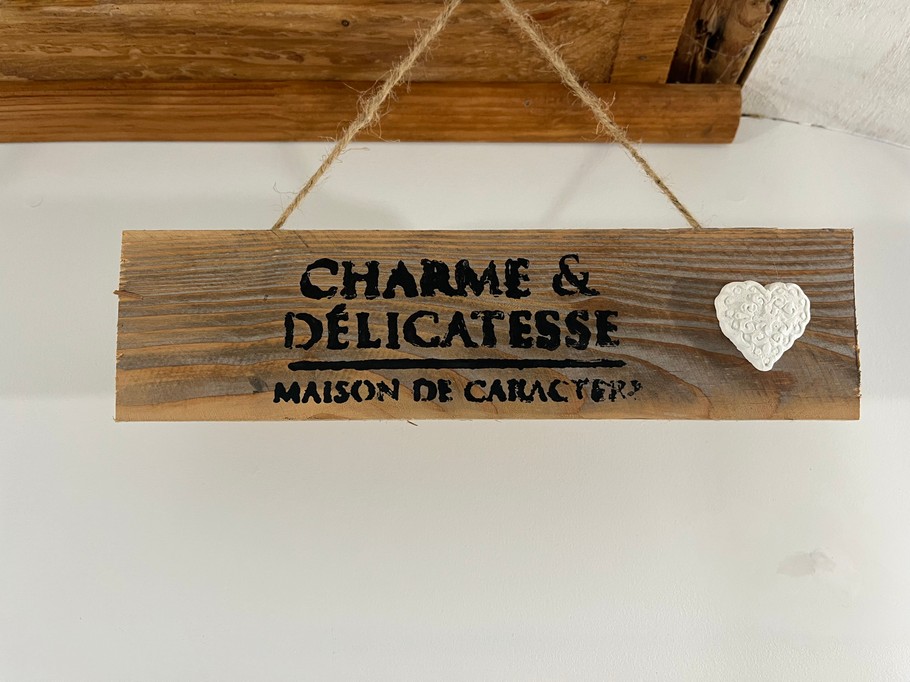 CHARME &
DÉLICATESSE
MAISON DE CARACTERE